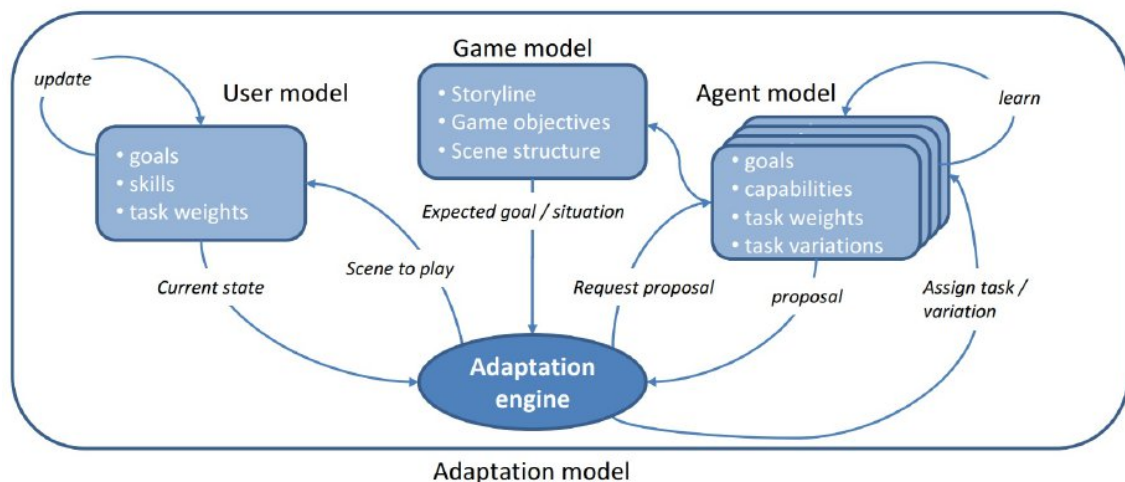 Game model
update
User model
Agent model
learn
• Storyline
• Game objectives
• Scene structure
• goals
• skills
• task weights
• goals
• capabilities
• task weights
• task variations
Expected goal / situation
Scene to play
Current state
Request proposal
proposal
Assign task /
variation
Adaptation
engine
Adaptation model